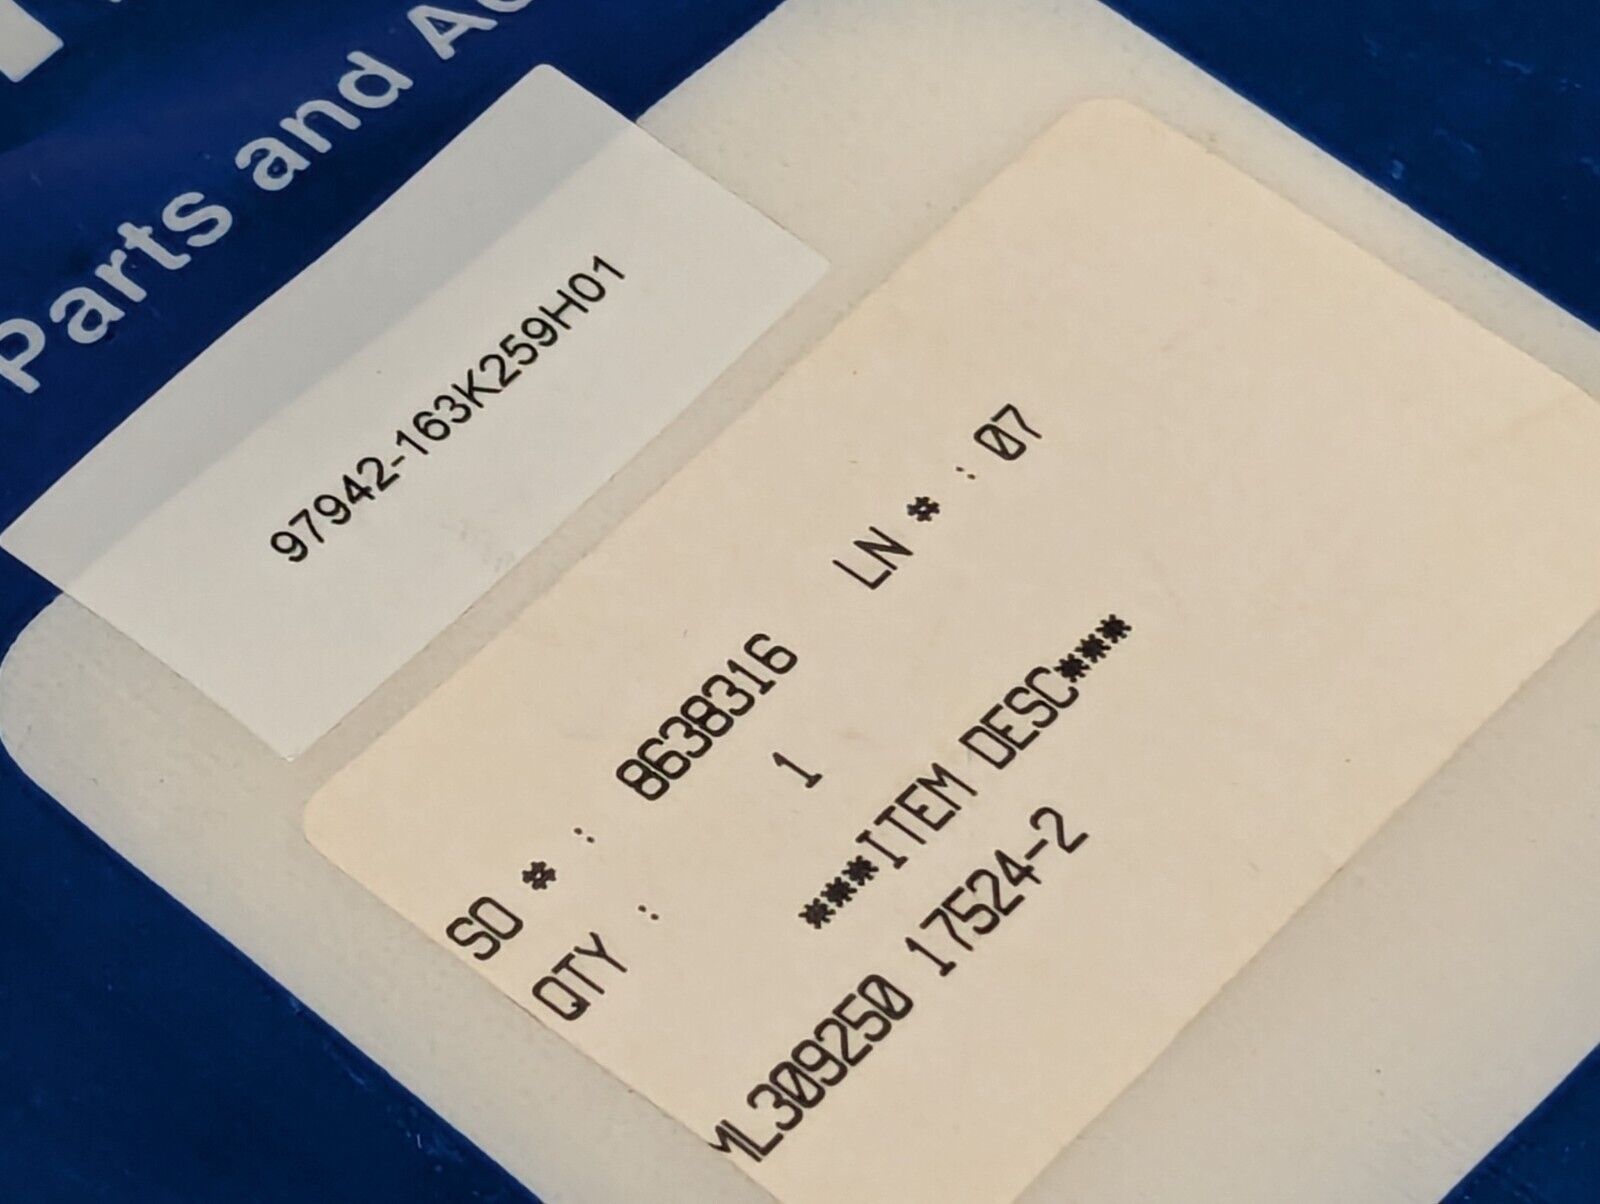 Parts and
97942-163K259H01
SO # : 8638316 LN # : 07
QTY : 1
***ITEM DESC***
ML309250 17524-2